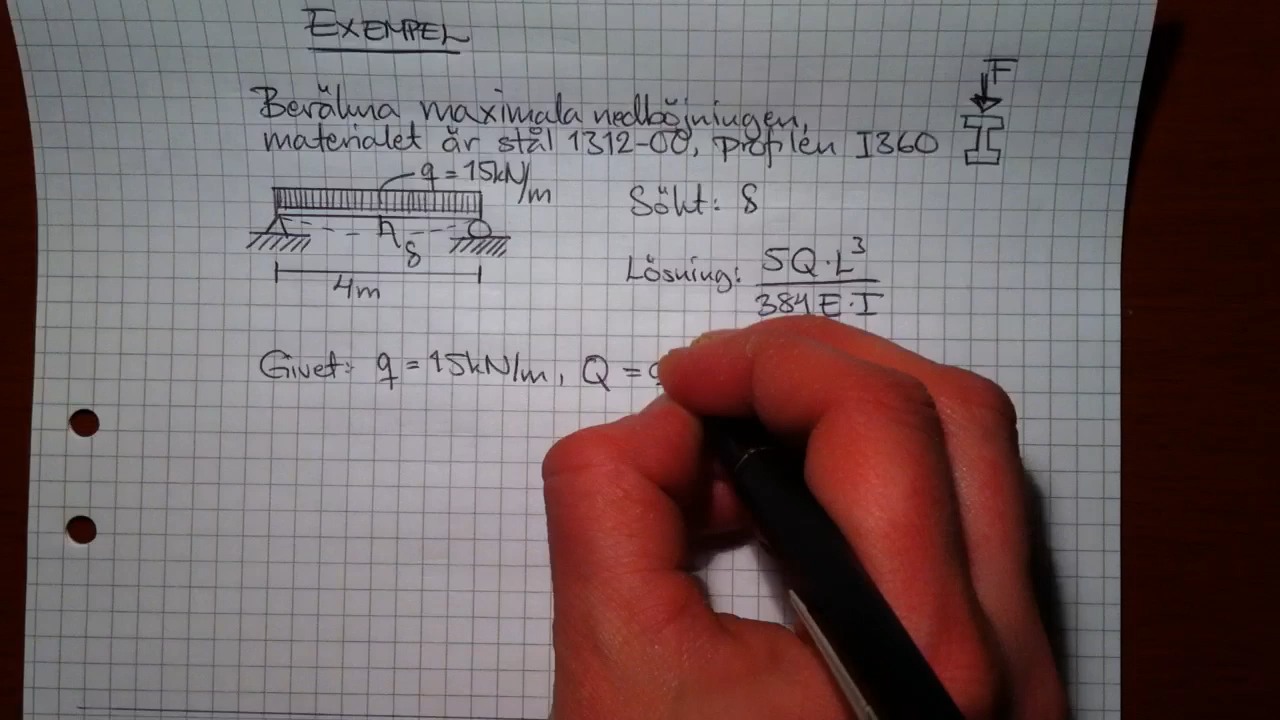 EXEMPEL
F
Beräkna maximala nedböjningen,
materialet är stål 1312-00, profilen I360
q = 15kN/m
Sökt: δ
δ
Lösning: 5Q·L³
384E·I
4m
Givet: q = 15kN/m, Q =